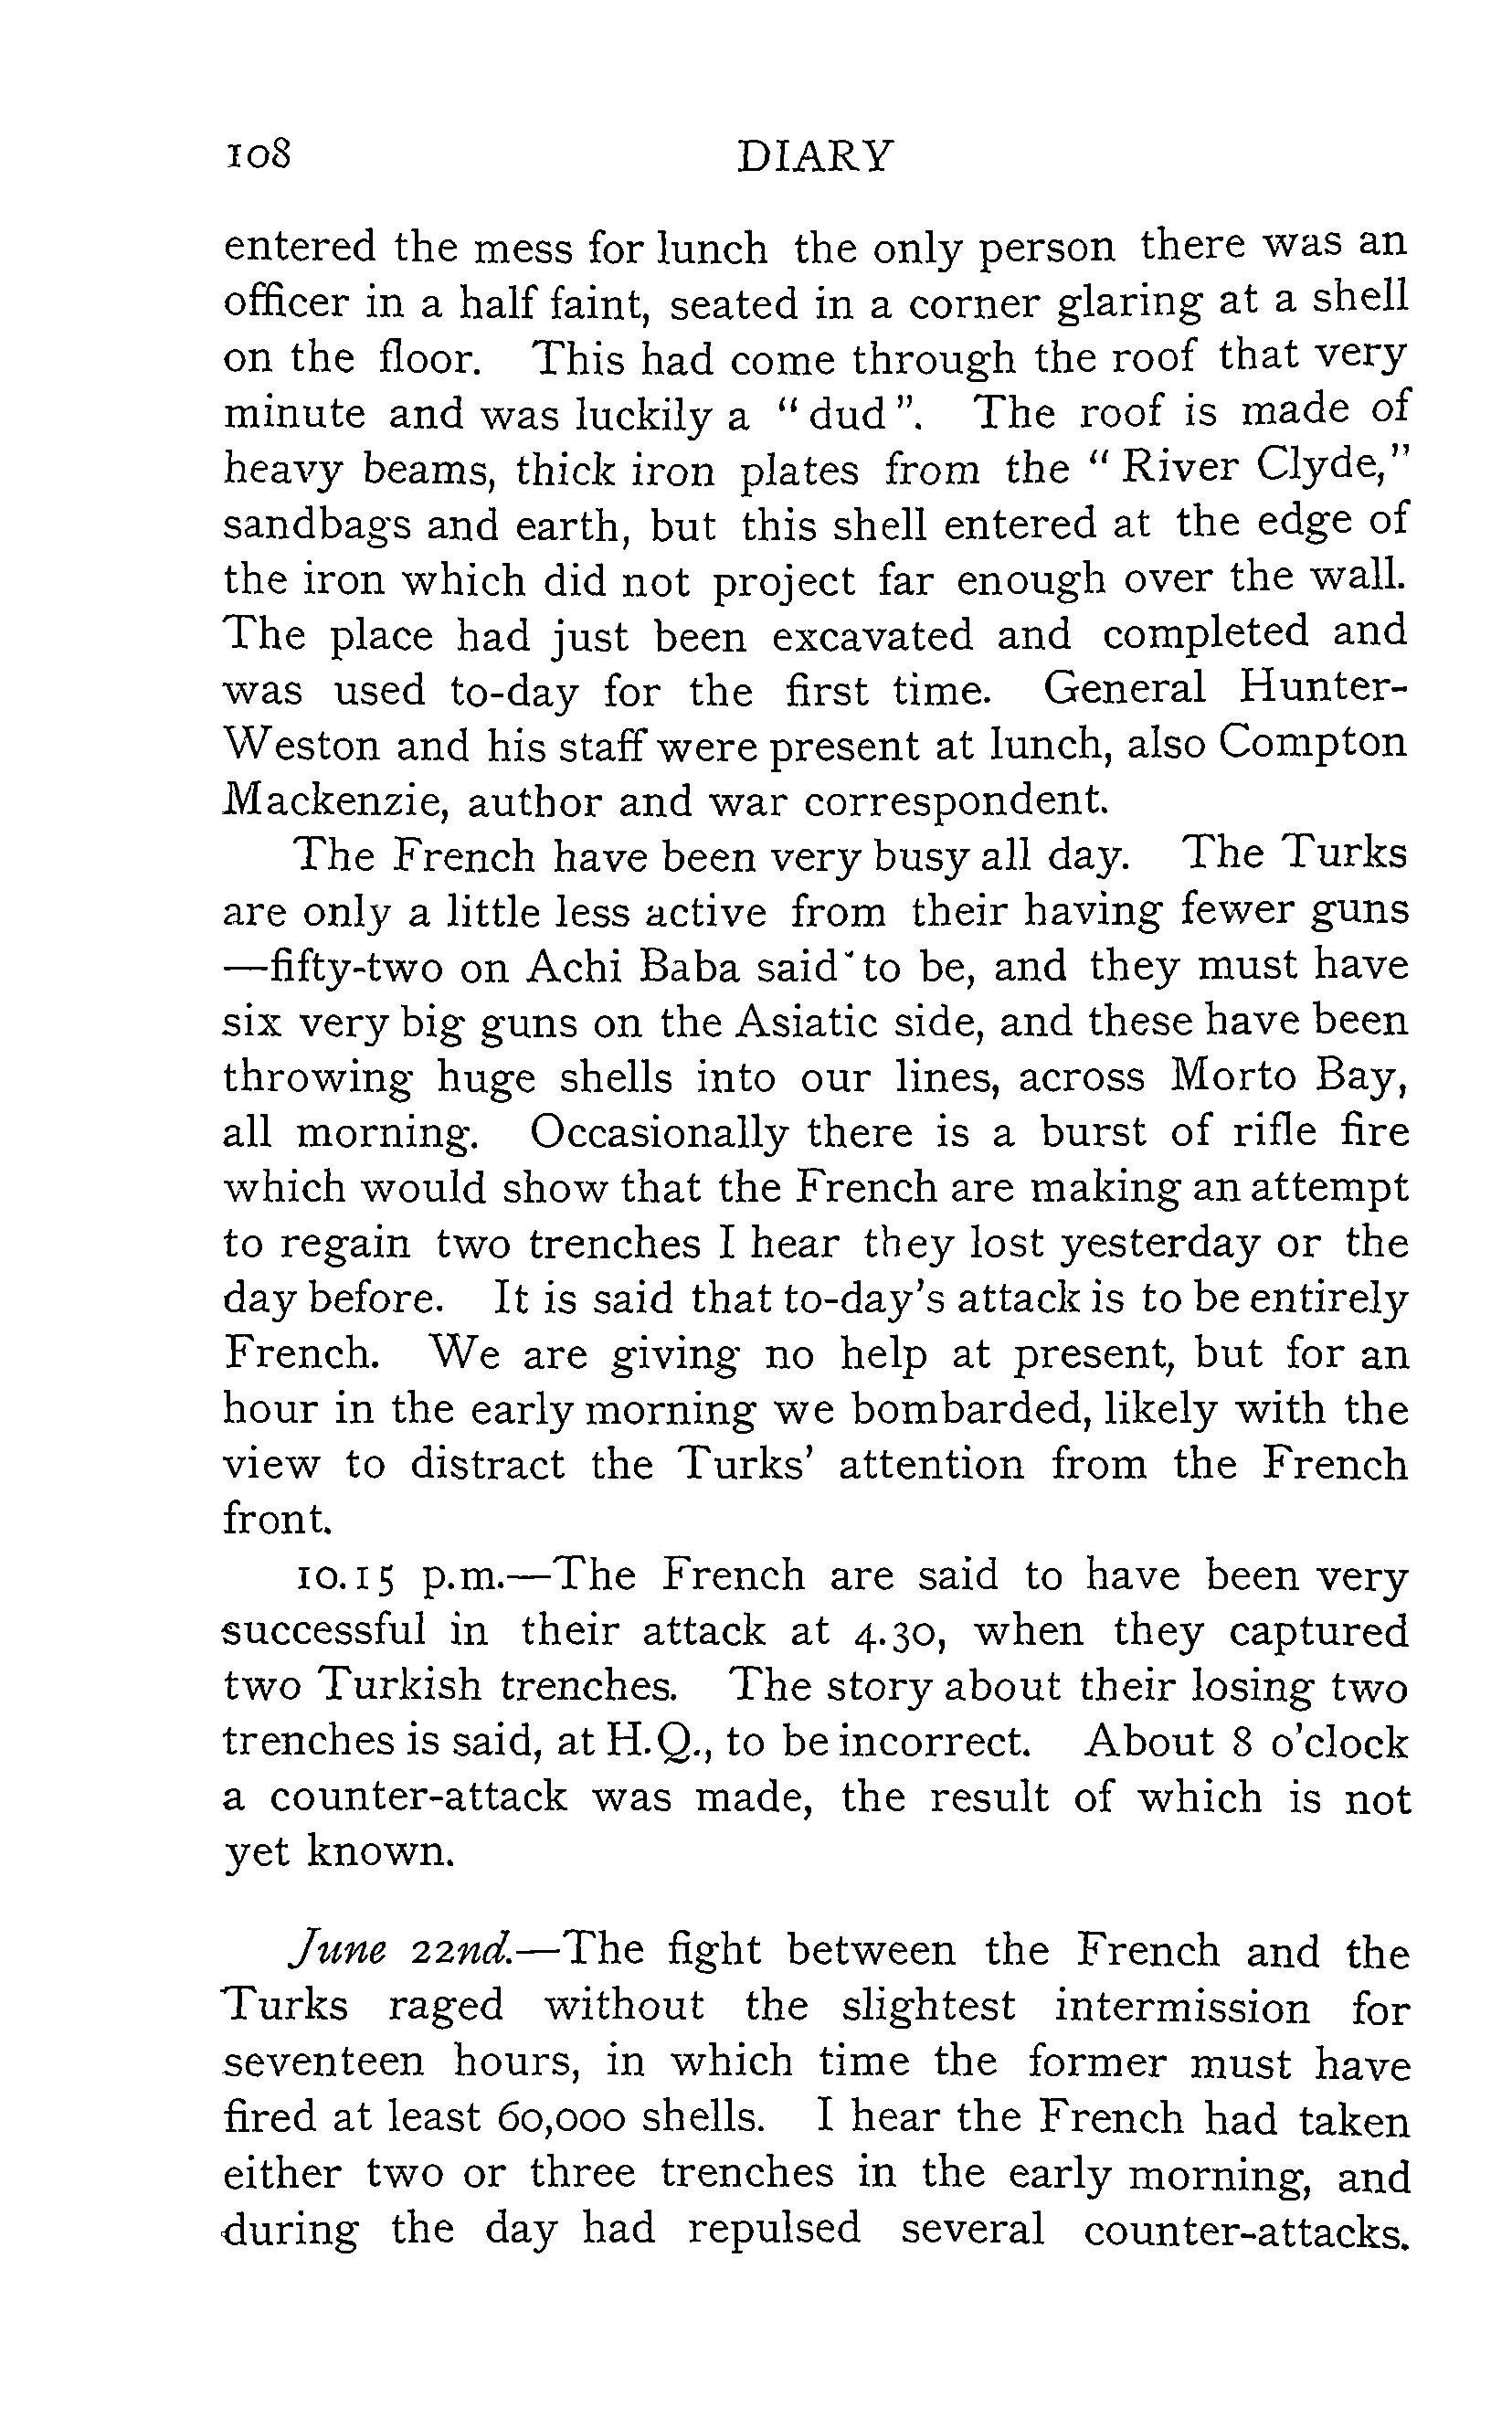 108 DIARY
entered the mess for lunch the only person there was an
officer in a half faint, seated in a corner glaring at a shell
on the floor. This had come through the roof that very
minute and was luckily a “ dud ”. The roof is made of
heavy beams, thick iron plates from the “ River Clyde,”
sandbags and earth, but this shell entered at the edge of
the iron which did not project far enough over the wall.
The place had just been excavated and completed and
was used to-day for the first time. General Hunter-
Weston and his staff were present at lunch, also Compton
Mackenzie, author and war correspondent.
The French have been very busy all day. The Turks
are only a little less active from their having fewer guns
—fifty-two on Achi Baba said to be, and they must have
six very big guns on the Asiatic side, and these have been
throwing huge shells into our lines, across Morto Bay,
all morning. Occasionally there is a burst of rifle fire
which would show that the French are making an attempt
to regain two trenches I hear they lost yesterday or the
day before. It is said that to-day’s attack is to be entirely
French. We are giving no help at present, but for an
hour in the early morning we bombarded, likely with the
view to distract the Turks’ attention from the French
front.
10.15 p.m.—The French are said to have been very
successful in their attack at 4.30, when they captured
two Turkish trenches. The story about their losing two
trenches is said, at H.Q., to be incorrect. About 8 o’clock
a counter-attack was made, the result of which is not
yet known.
June 22nd.—The fight between the French and the
Turks raged without the slightest intermission for
seventeen hours, in which time the former must have
fired at least 60,000 shells. I hear the French had taken
either two or three trenches in the early morning, and
during the day had repulsed several counter-attacks.